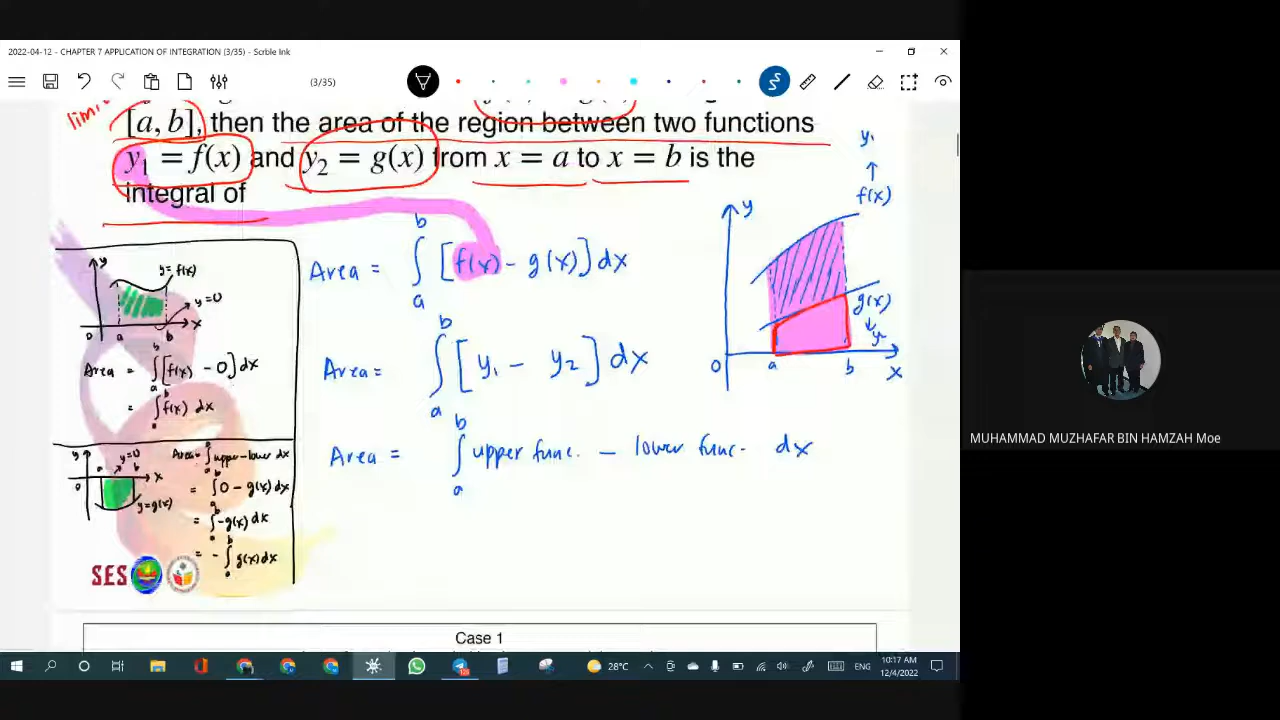 2022-04-12 - CHAPTER 7 APPLICATION OF INTEGRATION (3/35) - Scrble Ink
(3/35)
[a, b], then the area of the region between two functions
y₁ = f(x) and y₂ = g(x) from x = a to x = b is the
integral of
Area = ∫ₐᵇ [f(x) - g(x)] dx
Area = ∫ₐᵇ [y₁ - y₂] dx
Area = ∫ₐᵇ upper func. - lower func. dx
y₁
↑
f(x)
y
g(x)
↓
y₂
0 a b x
y
y = f(x)
y = 0
0 a b x
Area = ∫ₐᵇ [f(x) - 0] dx
= ∫ₐᵇ f(x) dx
y
a y=0 b
0 x
y=g(x)
Area = ∫ₐᵇ upper - lower dx
= ∫ₐᵇ 0 - g(x) dx
= ∫ₐᵇ -g(x) dx
= - ∫ₐᵇ g(x) dx
SES
Case 1
MUHAMMAD MUZHAFAR BIN HAMZAH Moe
28°C
ENG
10:17 AM
12/4/2022